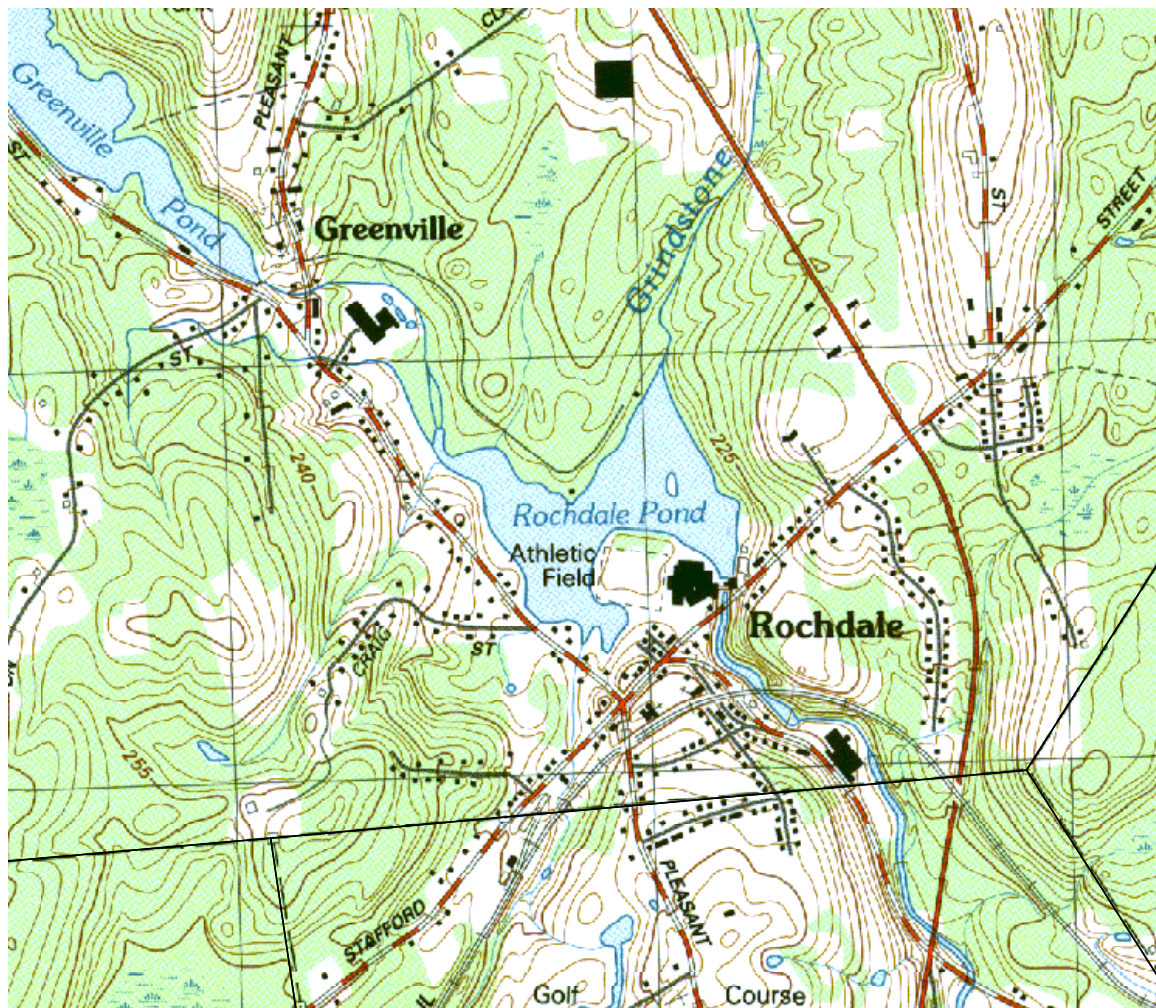 PLEASANT
Greenville
Pond
ST
Greenville
Grindstone
ST
STREET
ST
240
225
Rochdale Pond
Athletic
Field
Rochdale
CRAIG
ST
255
STAFFORD
PLEASANT
Golf Course